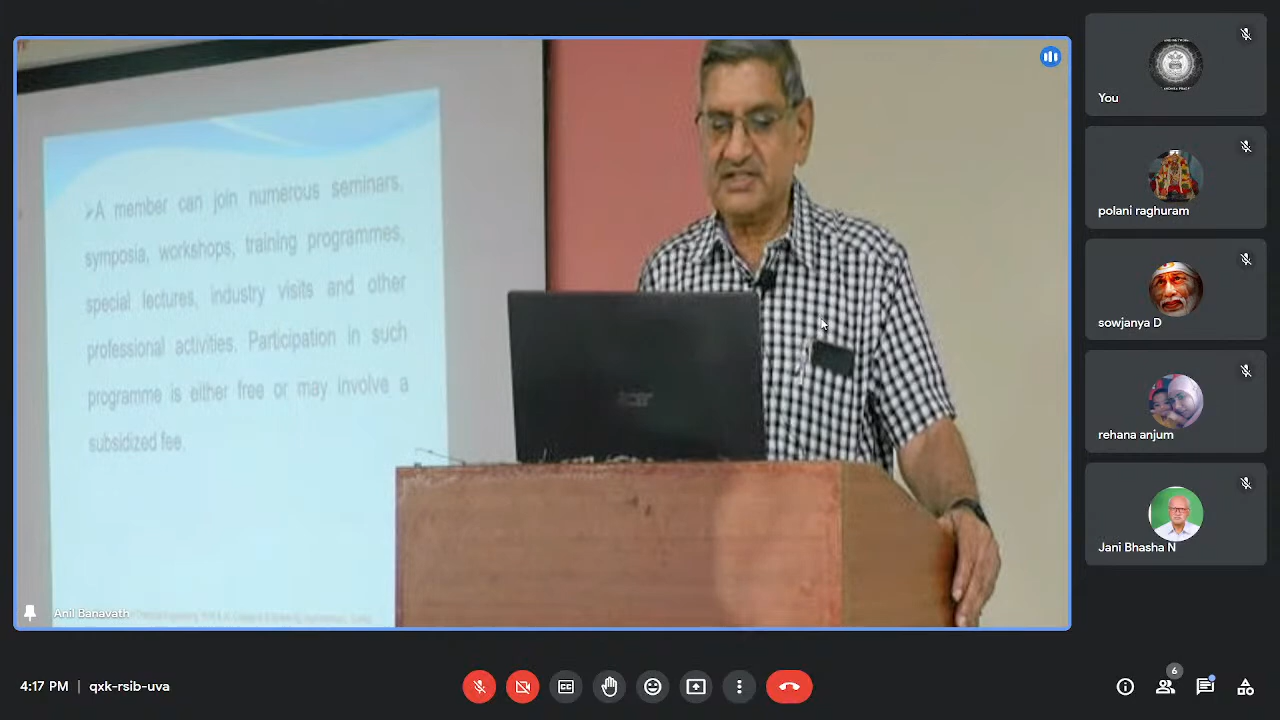 ➢A member can join numerous seminars,
symposia, workshops, training programmes,
special lectures, industry visits and other
professional activities. Participation in such
programme is either free or may involve a
subsidized fee.
acer
Anil Banavath
You
polani raghuram
sowjanya D
rehana anjum
Jani Bhasha N
4:17 PM | qxk-rsib-uva
6